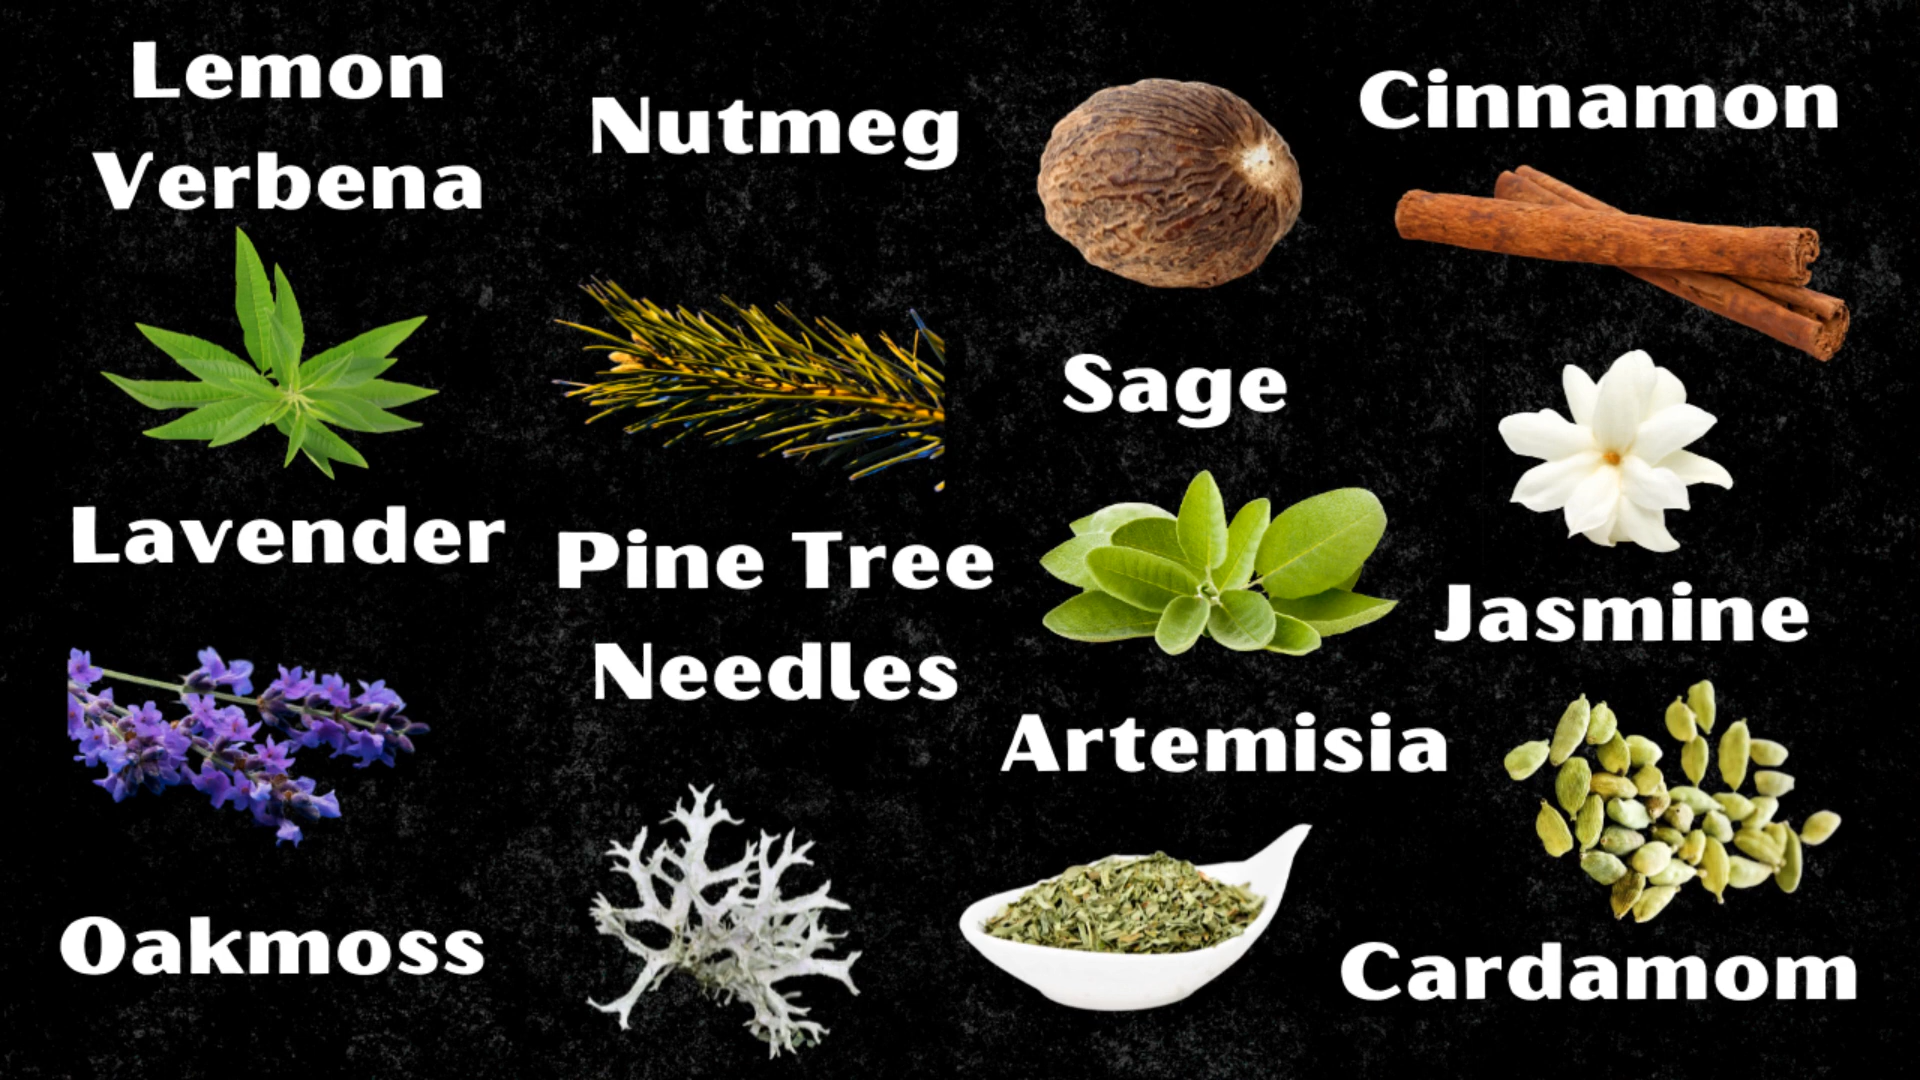 Lemon
Verbena
Nutmeg
Cinnamon
Sage
Lavender
Pine Tree
Needles
Jasmine
Artemisia
Oakmoss
Cardamom